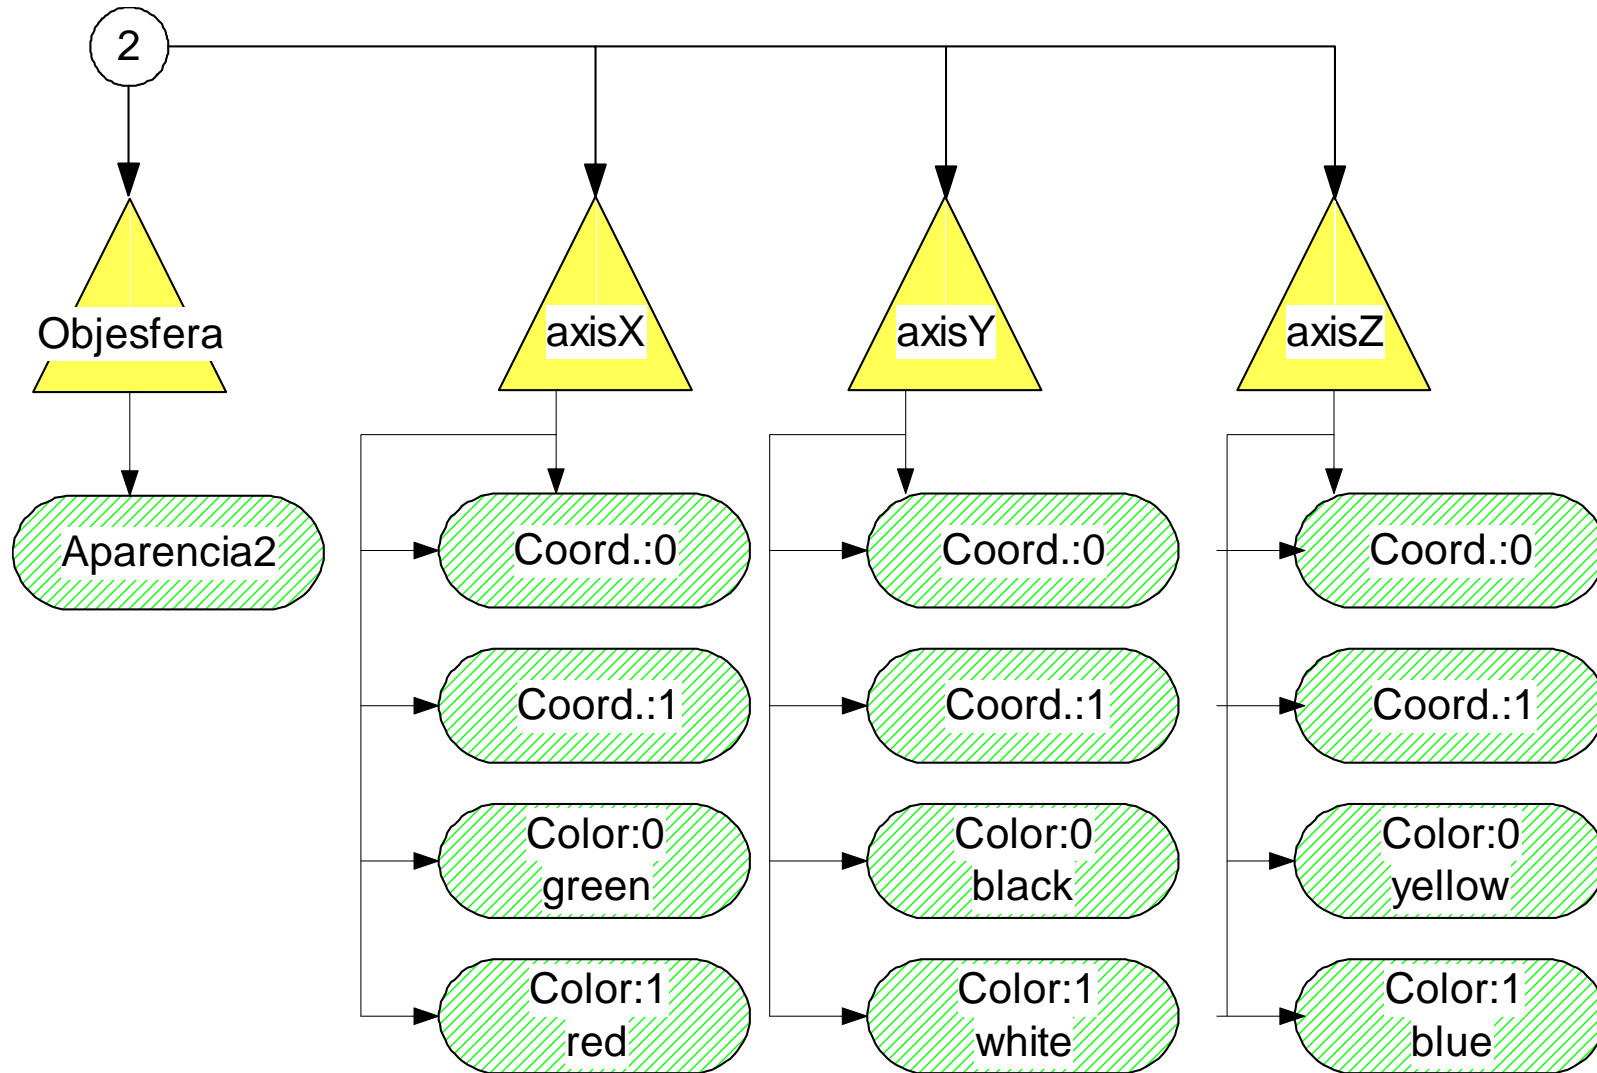 2
Objesfera
axisX
axisY
axisZ
Aparencia2
Coord.:0
Coord.:0
Coord.:0
Coord.:1
Coord.:1
Coord.:1
Color:0
green
Color:0
black
Color:0
yellow
Color:1
red
Color:1
white
Color:1
blue